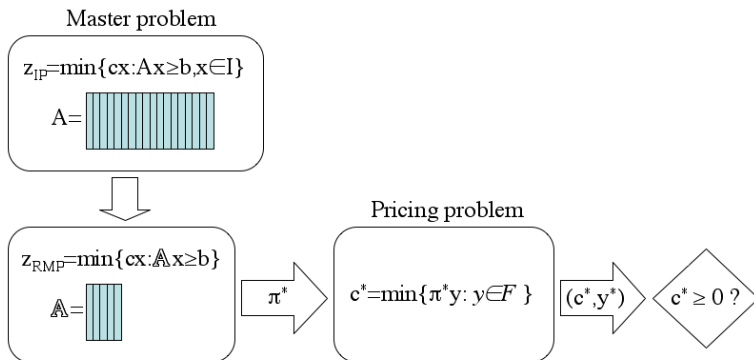 Master problem
z_IP=min{cx:Ax≥b,x∈I}
A=
Pricing problem
z_RMP=min{cx:𝔸x≥b}
𝔸=
π*
c*=min{π*y: y∈F }
(c*,y*)
c* ≥ 0 ?